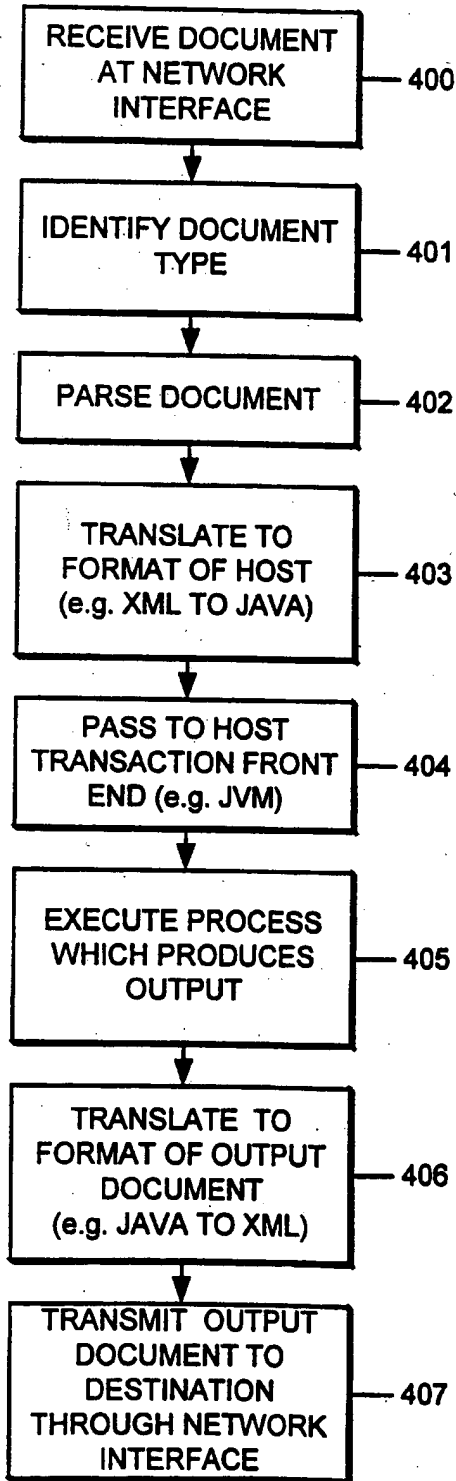 RECEIVE DOCUMENT
AT NETWORK
INTERFACE
400
IDENTIFY DOCUMENT
TYPE
401
PARSE DOCUMENT
402
TRANSLATE TO
FORMAT OF HOST
(e.g. XML TO JAVA)
403
PASS TO HOST
TRANSACTION FRONT
END (e.g. JVM)
404
EXECUTE PROCESS
WHICH PRODUCES
OUTPUT
405
TRANSLATE TO
FORMAT OF OUTPUT
DOCUMENT
(e.g. JAVA TO XML)
406
TRANSMIT OUTPUT
DOCUMENT TO
DESTINATION
THROUGH NETWORK
INTERFACE
407